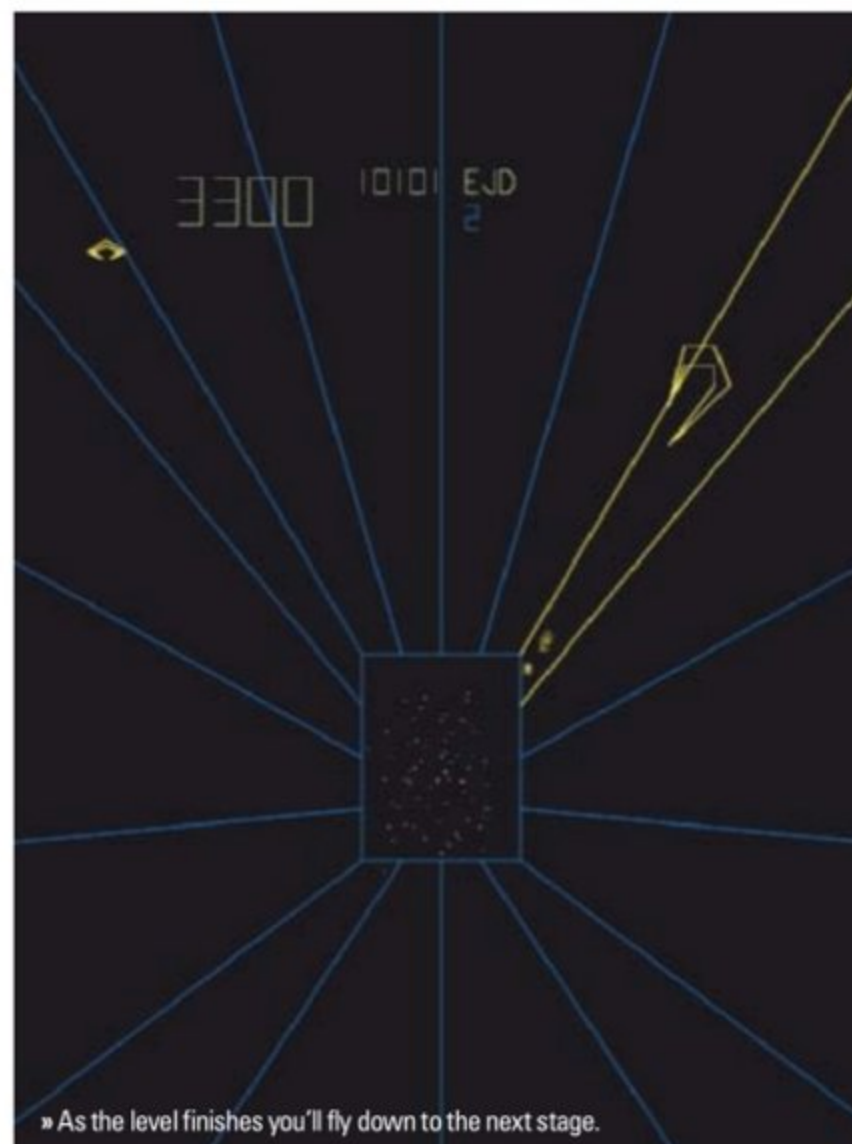 3300 10101 EJD
2
» As the level finishes you'll fly down to the next stage.